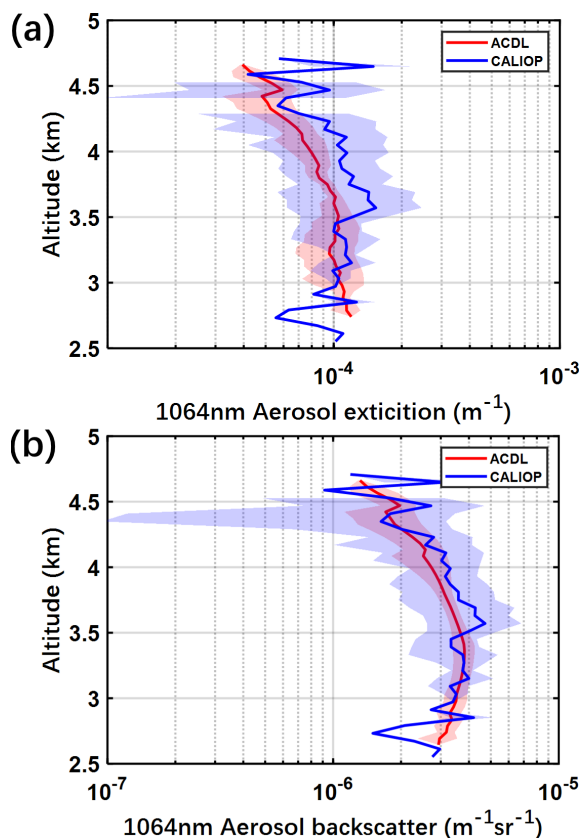 (a)
5
ACDL
CALIOP
4.5
4
3.5
3
2.5
Altitude (km)
10-4
10-3
1064nm Aerosol exticition (m-1)
(b)
5
ACDL
CALIOP
4.5
4
3.5
3
2.5
Altitude (km)
10-7
10-6
10-5
1064nm Aerosol backscatter (m-1sr-1)